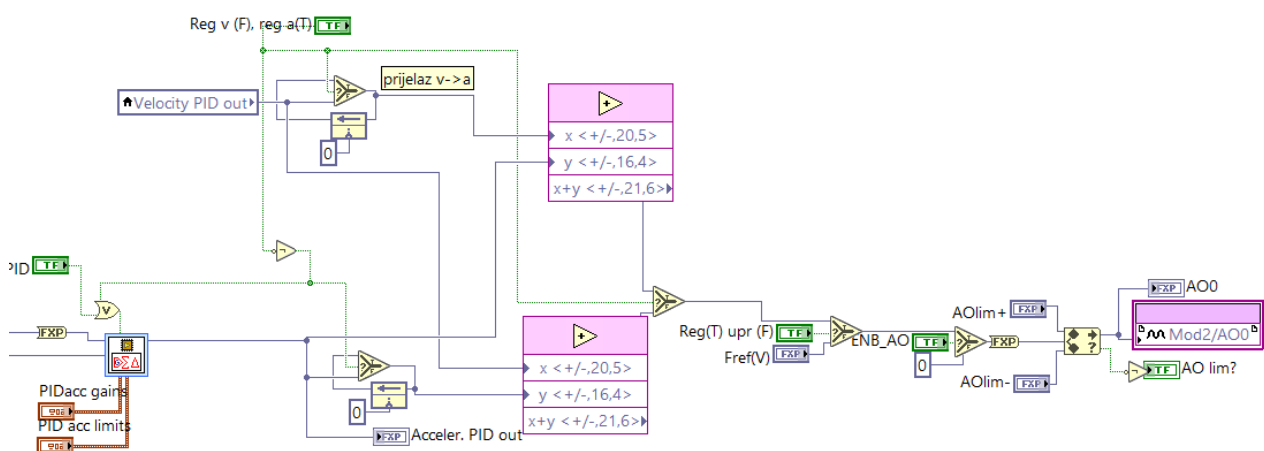 Reg v (F), reg a(T)
TF
prijelaz v->a
Velocity PID out
0
x <+/-,20,5>
y <+/-,16,4>
x+y <+/-,21,6>
PID
TF
FXP
PIDacc gains
PID acc limits
0
FXP
Acceler. PID out
x <+/-,20,5>
y <+/-,16,4>
x+y <+/-,21,6>
Reg(T) upr (F)
TF
Fref(V)
FXP
ENB_AO
TF
0
FXP
AOlim+
FXP
AOlim-
FXP
FXP
AO0
Mod2/AO0
TF
AO lim?